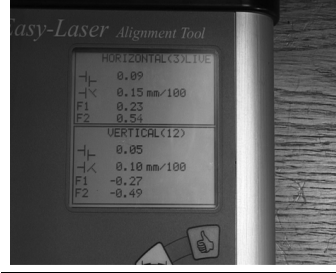 Easy-Laser Alignment Tool
HORIZONTAL(3)LIVE
0.09
0.15 mm/100
F1 0.23
F2 0.54
VERTICAL(12)
0.05
0.10 mm/100
F1 -0.27
F2 -0.49